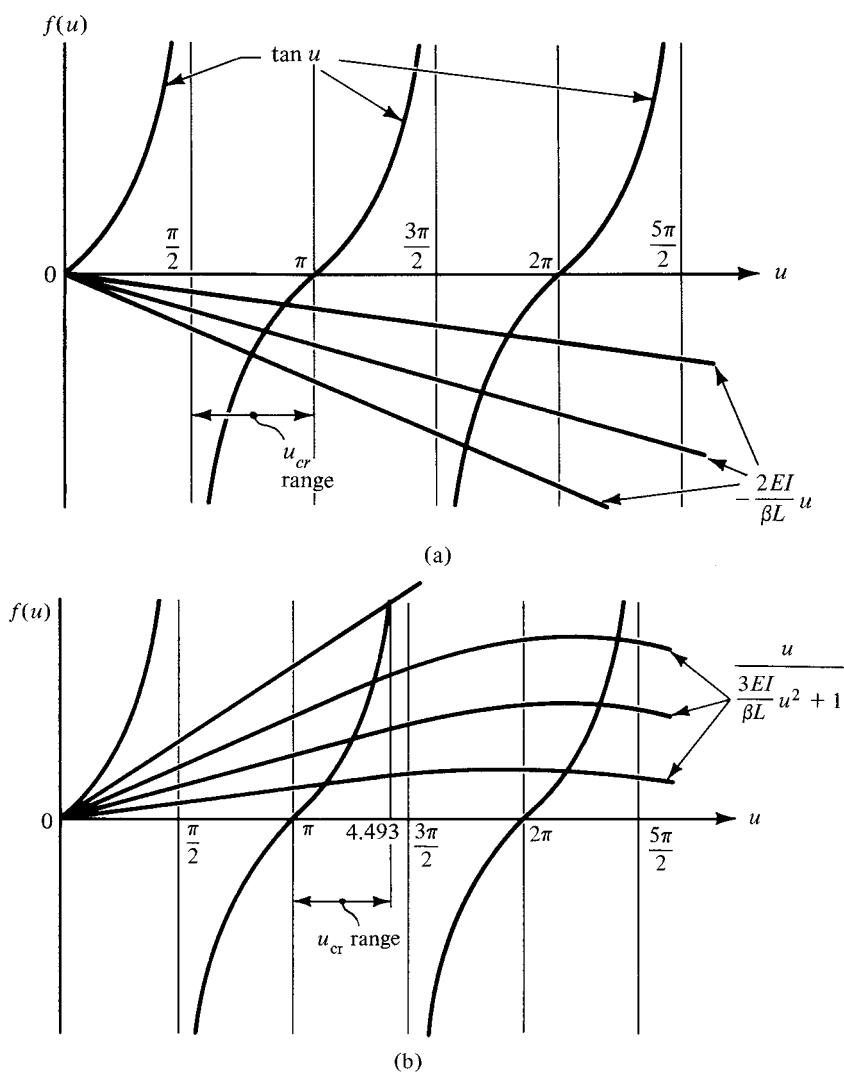 f(u)
tan u
π/2
π
3π/2
2π
5π/2
0
u
u_cr
range
-2EI/βL u
(a)
f(u)
u
3EI/βL u² + 1
0
π/2
π
4.493
3π/2
2π
5π/2
u
u_cr range
(b)